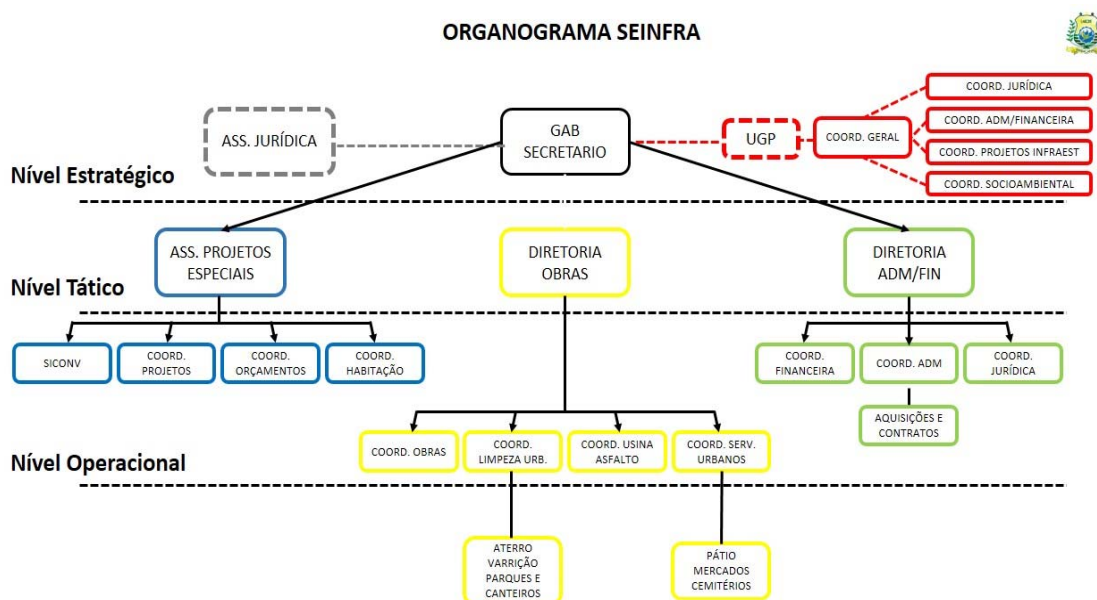 ORGANOGRAMA SEINFRA
COORD. JURÍDICA
ASS. JURÍDICA
GAB
SECRETARIO
UGP
COORD. GERAL
COORD. ADM/FINANCEIRA
COORD. PROJETOS INFRAEST
COORD. SOCIOAMBIENTAL
Nível Estratégico
ASS. PROJETOS
ESPECIAIS
DIRETORIA
OBRAS
DIRETORIA
ADM/FIN
Nível Tático
SICONV
COORD.
PROJETOS
COORD.
ORÇAMENTOS
COORD.
HABITAÇÃO
COORD.
FINANCEIRA
COORD. ADM
COORD.
JURÍDICA
AQUISIÇÕES E
CONTRATOS
COORD. OBRAS
COORD.
LIMPEZA URB.
COORD. USINA
ASFALTO
COORD. SERV.
URBANOS
Nível Operacional
ATERRO
VARRIÇÃO
PARQUES E
CANTEIROS
PÁTIO
MERCADOS
CEMITÉRIOS